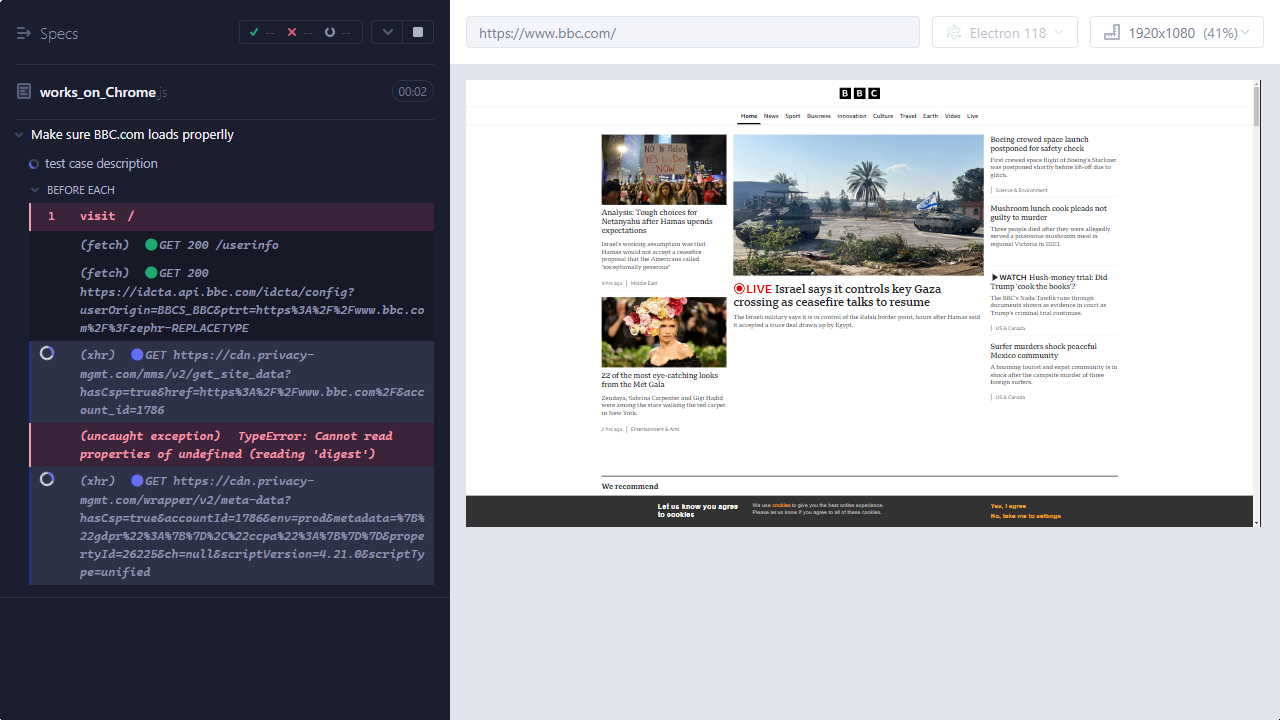 Specs
--
--
--
works_on_Chrome.js
00:02
Make sure BBC.com loads properly
test case description
BEFORE EACH
1 visit /
(fetch) GET 200 /userinfo
(fetch) GET 200
https://idcta.api.bbc.com/idcta/config?
viewOrigin=BBCS_BBC&ptrt=https%3A%2F%2Fwww.bbc.co
m%2F%3FuserOrigin-REPLACETYPE
(xhr) GET https://cdn.privacy-
mgmt.com/mms/v2/get_site_data?
hasCsp=true&href=https%3A%2F%2Fwww.bbc.com%2F&acc
ount_id=1786
(uncaught exception) TypeError: Cannot read
properties of undefined (reading 'digest')
(xhr) GET https://cdn.privacy-
mgmt.com/wrapper/v2/meta-data?
hasCsp=true&accountId=1786&env=prod&metadata=%7B%
22gdpr%22%3A%7B%7D%2C%22ccpa%22%3A%7B%7D%7D&prope
rtyId=29462&ch=null&scriptVersion=4.21.0&scriptTy
pe=unified
https://www.bbc.com/
Electron 118
1920x1080 (41%)
BBC
Home News Sport Business Innovation Culture Travel Earth Video Live
NO to Rafah
YES to a Deal
NOW
Analysis: Tough choices for
Netanyahu after Hamas upends
expectations
Israel's working assumption was that
Hamas would not accept a ceasefire
proposal that the Americans called
"exceptionally generous"
9 hrs ago | Middle East
22 of the most eye-catching looks
from the Met Gala
Zendaya, Sabrina Carpenter and Gigi Hadid
were among the stars walking the red carpet
in New York.
2 hrs ago | Entertainment & Arts
LIVE Israel says it controls key Gaza
crossing as ceasefire talks to resume
The Israeli military says it is in control of the Rafah border point, hours after Hamas said
it accepted a truce deal drawn up by Egypt.
Boeing crewed space launch
postponed for safety check
First crewed space flight of Boeing's Starliner
was postponed shortly before lift-off due to
glitch.
| Science & Environment
Mushroom lunch cook pleads not
guilty to murder
Three people died after they were allegedly
served a poisonous mushroom meal in
regional Victoria in 2023.
WATCH Hush-money trial: Did
Trump 'cook the books'?
The BBC's Nada Tawfik runs through
documents shown as evidence in court as
Trump's criminal trial continues.
| US & Canada
Surfer murders shock peaceful
Mexico community
A booming tourist and expat community is in
shock after the campsite murder of three
foreign surfers.
| US & Canada
We recommend
Let us know you agree
to cookies
We use cookies to give you the best online experience.
Please let us know if you agree to all of these cookies.
Yes, I agree
No, take me to settings